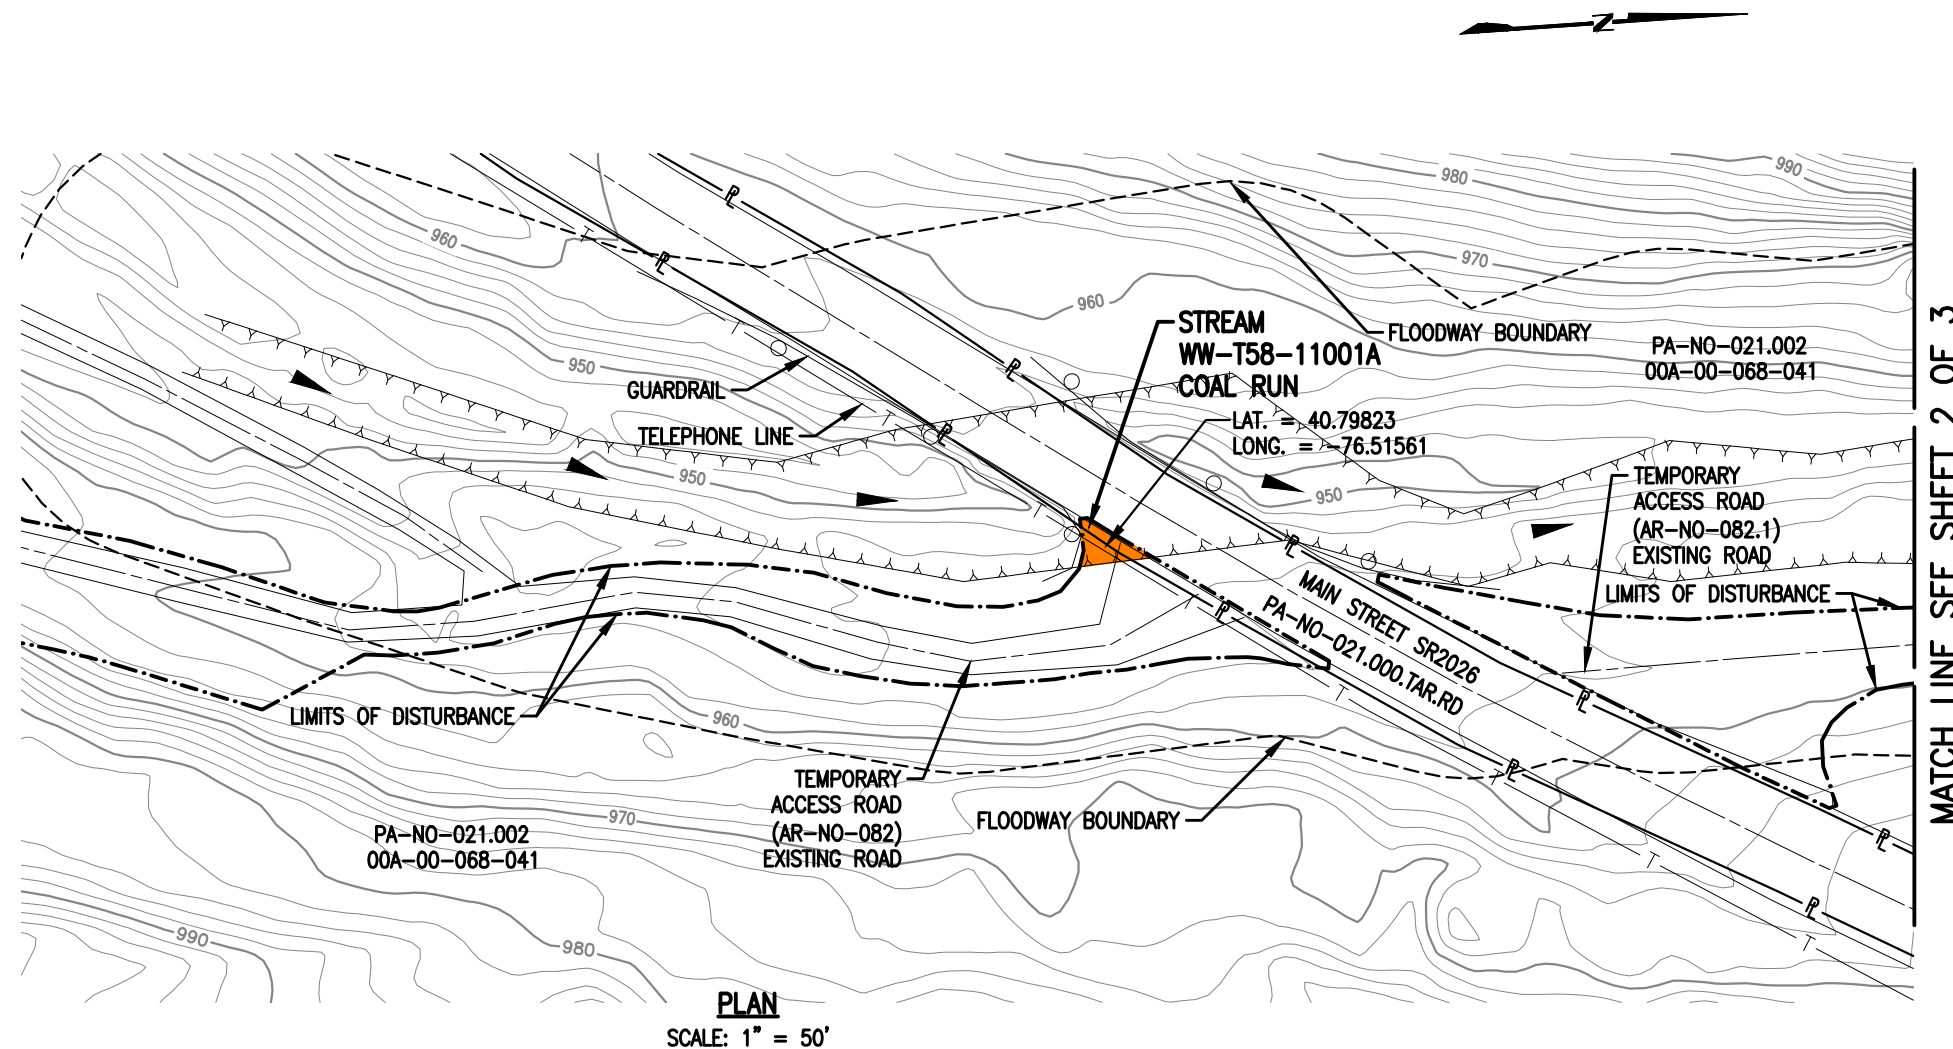 N
990
980
960
970
960
STREAM
WW-T58-11001A
COAL RUN
FLOODWAY BOUNDARY
PA-NO-021.002
00A-00-068-041
950
GUARDRAIL
LAT. = 40.79823
LONG. = -76.51561
TELEPHONE LINE
950
950
TEMPORARY
ACCESS ROAD
(AR-NO-082.1)
EXISTING ROAD
LIMITS OF DISTURBANCE
MAIN STREET SR2026
PA-NO-021.000.TAR.RD
LIMITS OF DISTURBANCE
960
TEMPORARY
ACCESS ROAD
(AR-NO-082)
EXISTING ROAD
FLOODWAY BOUNDARY
970
PA-NO-021.002
00A-00-068-041
990
980
MATCH LINE SEE SHEET 2 OF 3
PLAN
SCALE: 1" = 50'